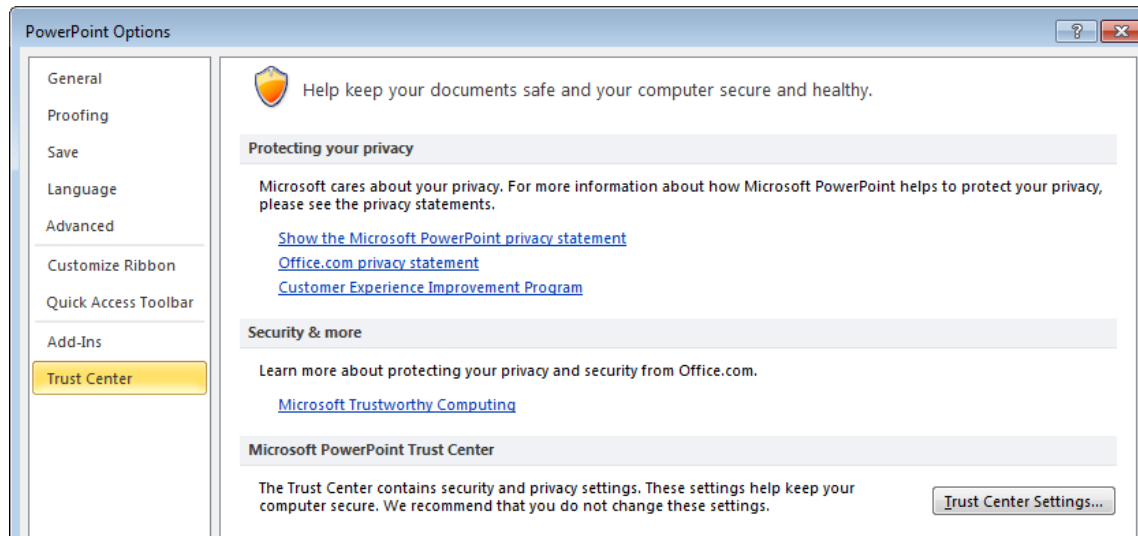 PowerPoint Options
General
Proofing
Save
Language
Advanced
Customize Ribbon
Quick Access Toolbar
Add-Ins
Trust Center
Help keep your documents safe and your computer secure and healthy.
Protecting your privacy
Microsoft cares about your privacy. For more information about how Microsoft PowerPoint helps to protect your privacy,
please see the privacy statements.
Show the Microsoft PowerPoint privacy statement
Office.com privacy statement
Customer Experience Improvement Program
Security & more
Learn more about protecting your privacy and security from Office.com.
Microsoft Trustworthy Computing
Microsoft PowerPoint Trust Center
The Trust Center contains security and privacy settings. These settings help keep your
computer secure. We recommend that you do not change these settings.
Trust Center Settings...